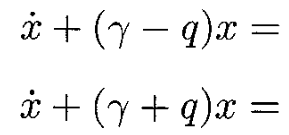 ẋ + (γ − q)x =
ẋ + (γ + q)x =